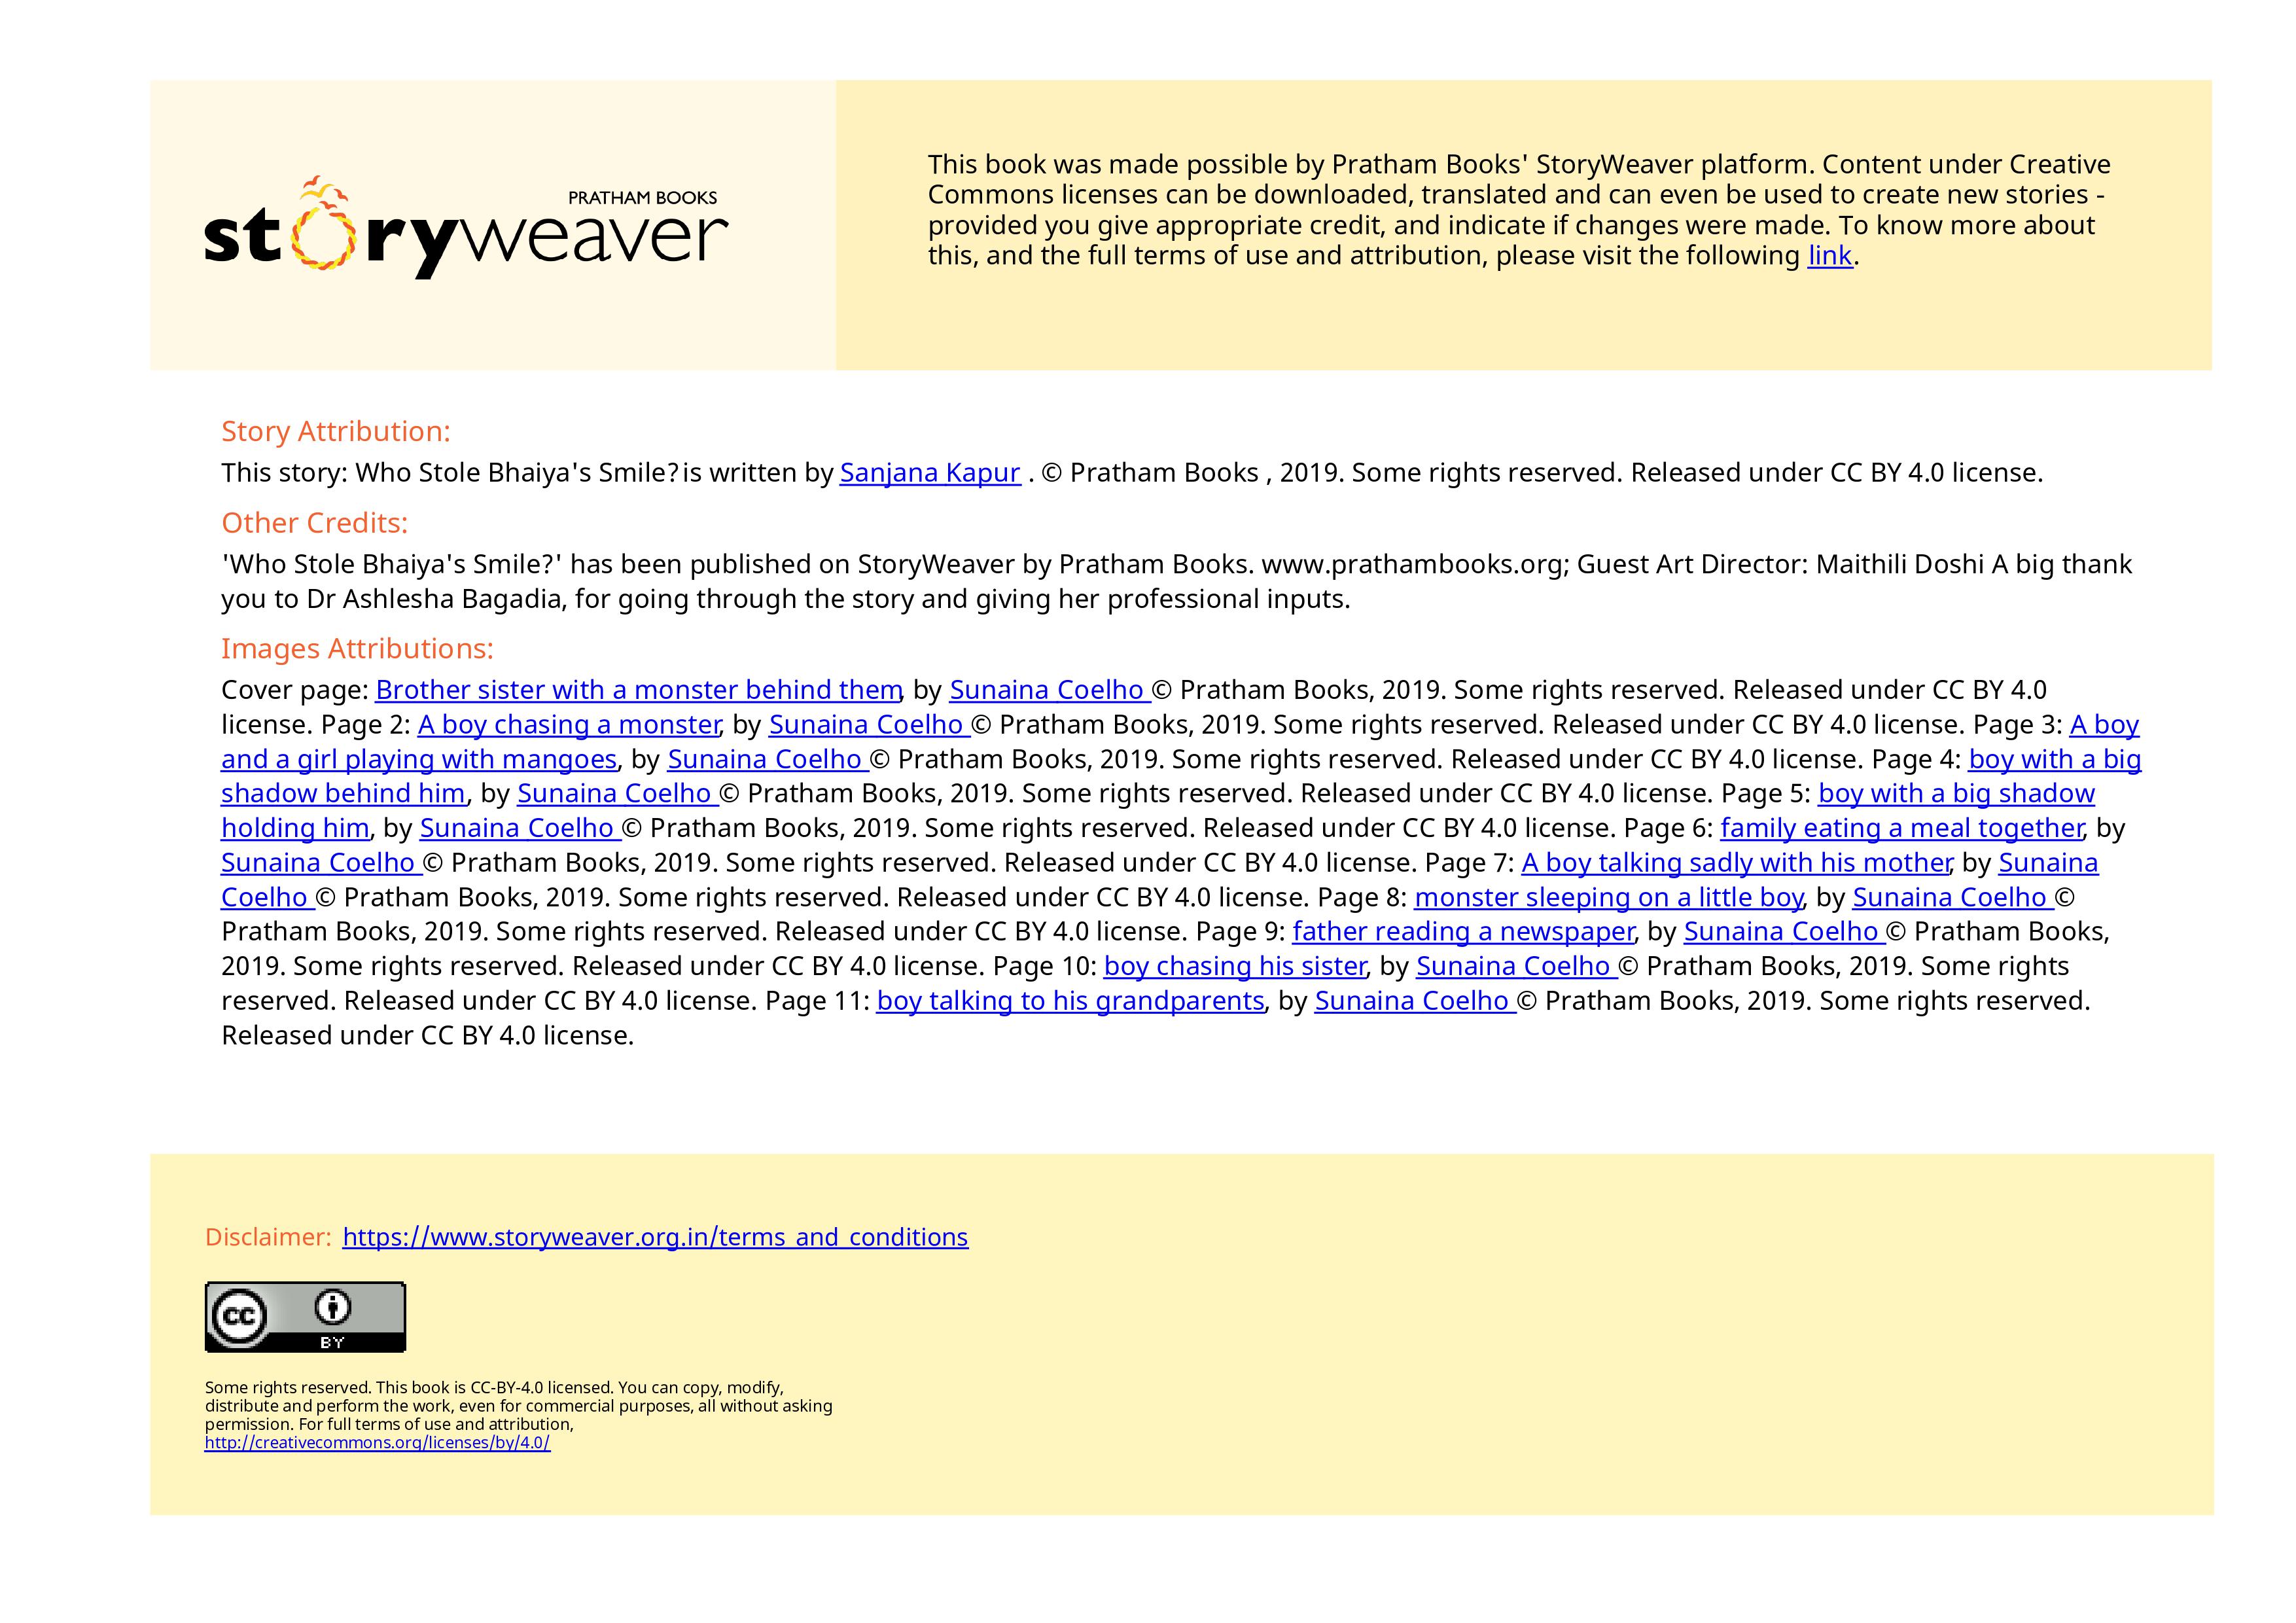 PRATHAM BOOKS
storyweaver
This book was made possible by Pratham Books' StoryWeaver platform. Content under Creative
Commons licenses can be downloaded, translated and can even be used to create new stories -
provided you give appropriate credit, and indicate if changes were made. To know more about
this, and the full terms of use and attribution, please visit the following link.
Story Attribution:
This story: Who Stole Bhaiya's Smile? is written by Sanjana Kapur . © Pratham Books , 2019. Some rights reserved. Released under CC BY 4.0 license.
Other Credits:
'Who Stole Bhaiya's Smile?' has been published on StoryWeaver by Pratham Books. www.prathambooks.org; Guest Art Director: Maithili Doshi A big thank
you to Dr Ashlesha Bagadia, for going through the story and giving her professional inputs.
Images Attributions:
Cover page: Brother sister with a monster behind them, by Sunaina Coelho © Pratham Books, 2019. Some rights reserved. Released under CC BY 4.0
license. Page 2: A boy chasing a monster, by Sunaina Coelho © Pratham Books, 2019. Some rights reserved. Released under CC BY 4.0 license. Page 3: A boy
and a girl playing with mangoes, by Sunaina Coelho © Pratham Books, 2019. Some rights reserved. Released under CC BY 4.0 license. Page 4: boy with a big
shadow behind him, by Sunaina Coelho © Pratham Books, 2019. Some rights reserved. Released under CC BY 4.0 license. Page 5: boy with a big shadow
holding him, by Sunaina Coelho © Pratham Books, 2019. Some rights reserved. Released under CC BY 4.0 license. Page 6: family eating a meal together, by
Sunaina Coelho © Pratham Books, 2019. Some rights reserved. Released under CC BY 4.0 license. Page 7: A boy talking sadly with his mother, by Sunaina
Coelho © Pratham Books, 2019. Some rights reserved. Released under CC BY 4.0 license. Page 8: monster sleeping on a little boy, by Sunaina Coelho ©
Pratham Books, 2019. Some rights reserved. Released under CC BY 4.0 license. Page 9: father reading a newspaper, by Sunaina Coelho © Pratham Books,
2019. Some rights reserved. Released under CC BY 4.0 license. Page 10: boy chasing his sister, by Sunaina Coelho © Pratham Books, 2019. Some rights
reserved. Released under CC BY 4.0 license. Page 11: boy talking to his grandparents, by Sunaina Coelho © Pratham Books, 2019. Some rights reserved.
Released under CC BY 4.0 license.
Disclaimer: https://www.storyweaver.org.in/terms_and_conditions
cc
BY
Some rights reserved. This book is CC-BY-4.0 licensed. You can copy, modify,
distribute and perform the work, even for commercial purposes, all without asking
permission. For full terms of use and attribution,
http://creativecommons.org/licenses/by/4.0/